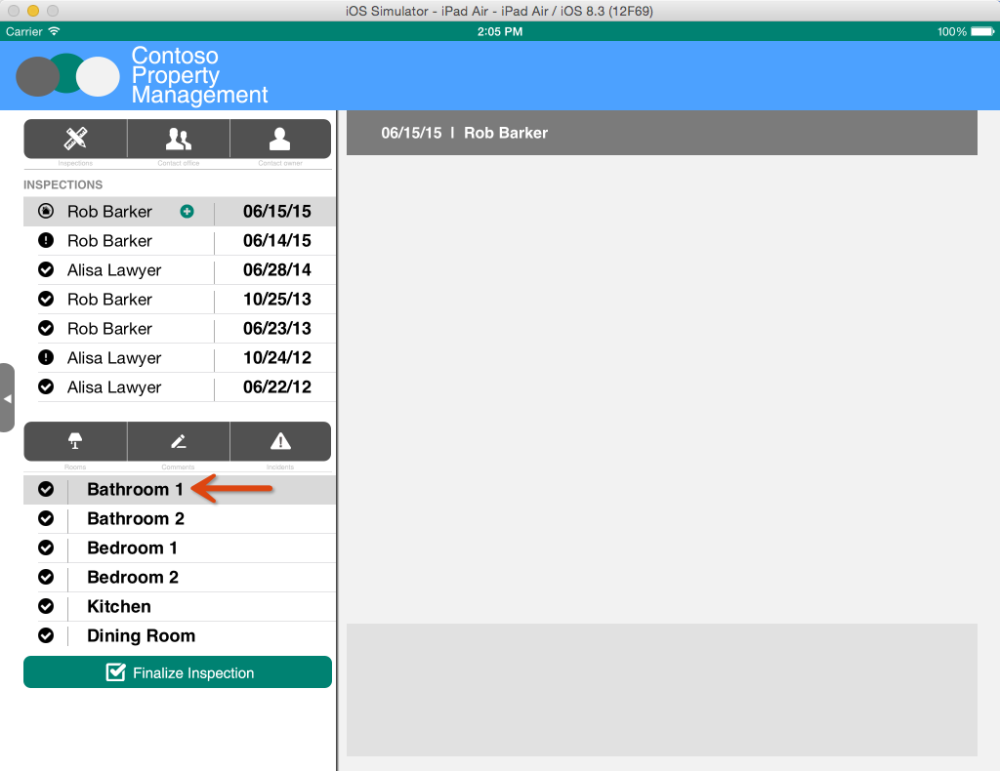 iOS Simulator - iPad Air - iPad Air / iOS 8.3 (12F69)
Carrier 2:05 PM 100%
Contoso
Property
Management
Inspections Contact office Contact owner
06/15/15 | Rob Barker
INSPECTIONS
Rob Barker 06/15/15
Rob Barker 06/14/15
Alisa Lawyer 06/28/14
Rob Barker 10/25/13
Rob Barker 06/23/13
Alisa Lawyer 10/24/12
Alisa Lawyer 06/22/12
Rooms Comments Incidents
Bathroom 1
Bathroom 2
Bedroom 1
Bedroom 2
Kitchen
Dining Room
Finalize Inspection